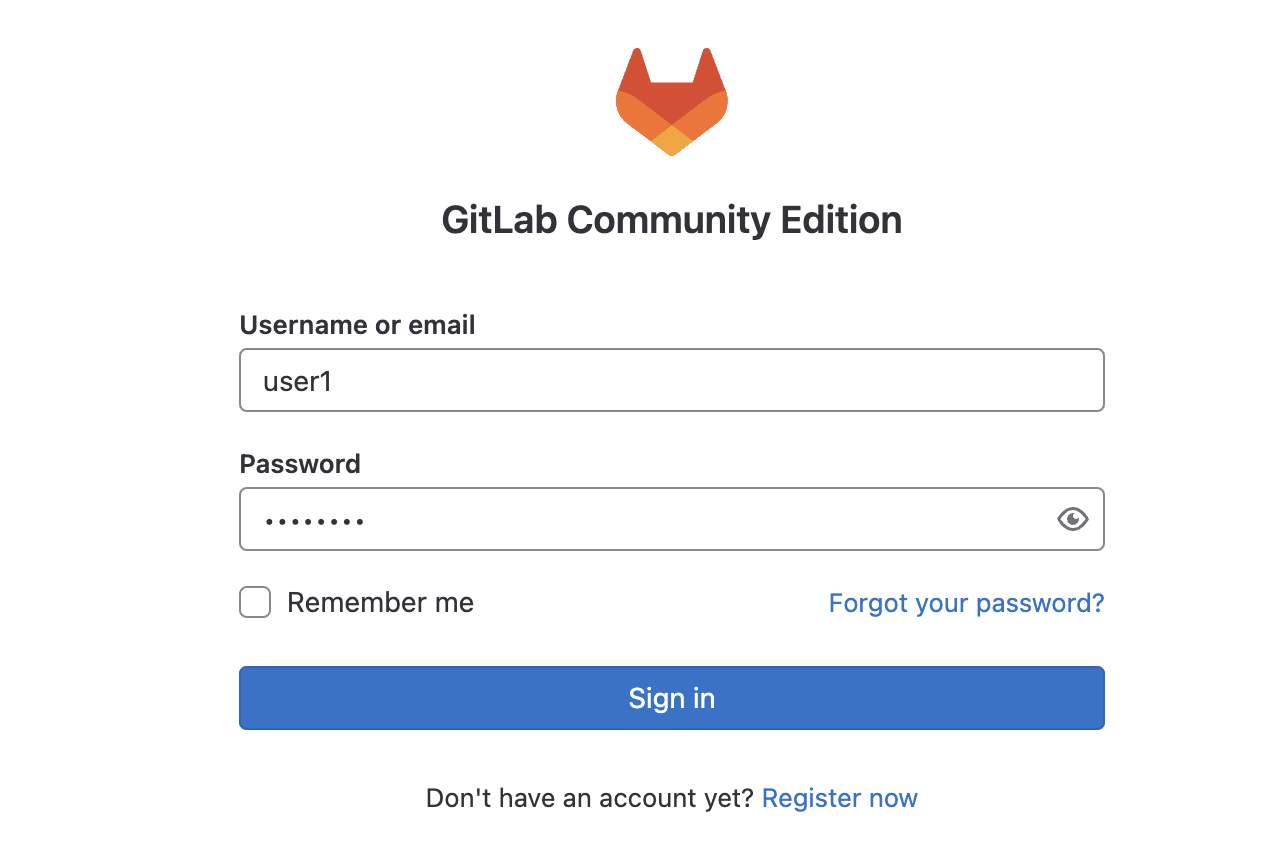 GitLab Community Edition
Username or email
user1
Password
••••••••
Remember me
Forgot your password?
Sign in
Don't have an account yet? Register now